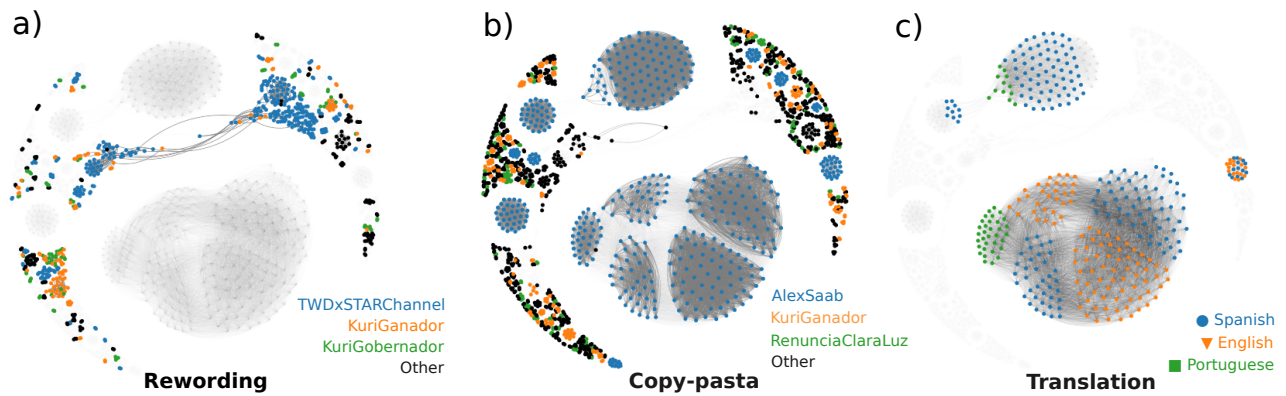 a)
TWDxSTARChannel
KuriGanador
KuriGobernador
Other
Rewording
b)
AlexSaab
KuriGanador
RenunciaClaraLuz
Other
Copy-pasta
c)
Spanish
English
Portuguese
Translation